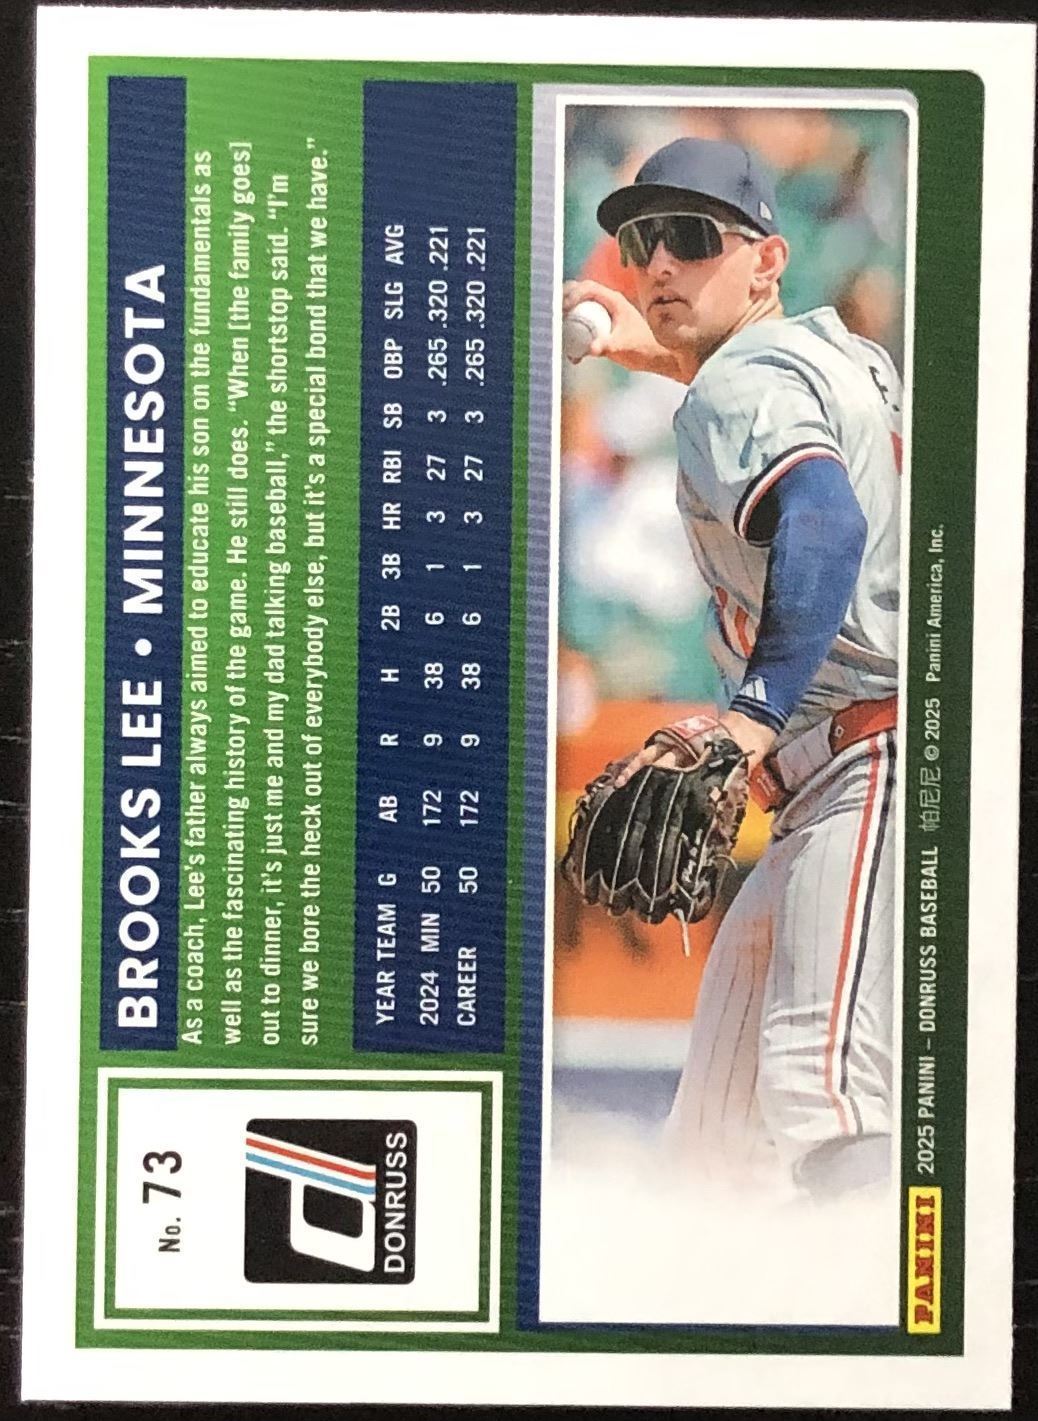 No. 73
DONRUSS
BROOKS LEE • MINNESOTA
As a coach, Lee's father always aimed to educate his son on the fundamentals as
well as the fascinating history of the game. He still does. “When [the family goes]
out to dinner, it's just me and my dad talking baseball,” the shortstop said. “I'm
sure we bore the heck out of everybody else, but it's a special bond that we have.”
YEAR TEAM G AB R H 2B 3B HR RBI SB OBP SLG AVG
2024 MIN 50 172 9 38 6 1 3 27 3 .265 .320 .221
CAREER 50 172 9 38 6 1 3 27 3 .265 .320 .221
PANINI 2025 PANINI – DONRUSS BASEBALL 帕尼尼 © 2025 Panini America, Inc.